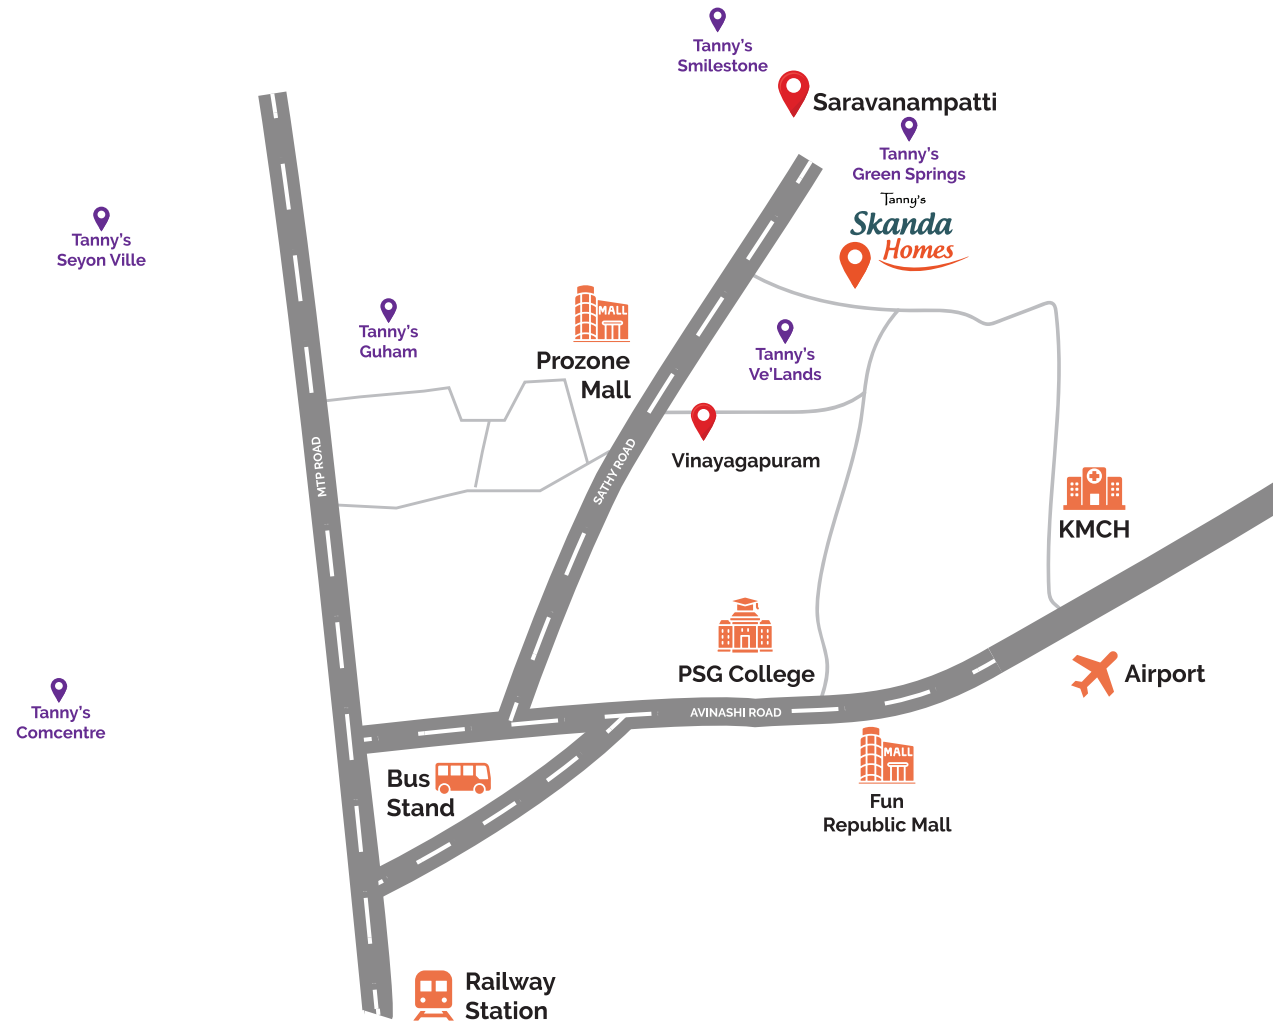 Tanny's
Smilestone
Saravanampatti
Tanny's
Green Springs
Tanny's
Skanda
Homes
Tanny's
Seyon Ville
MALL
Prozone
Mall
Tanny's
Guham
Tanny's
Ve'Lands
MTP ROAD
SATHY ROAD
Vinayagapuram
KMCH
PSG College
Airport
AVINASHI ROAD
Tanny's
Comcentre
Bus
Stand
MALL
Fun
Republic Mall
Railway
Station